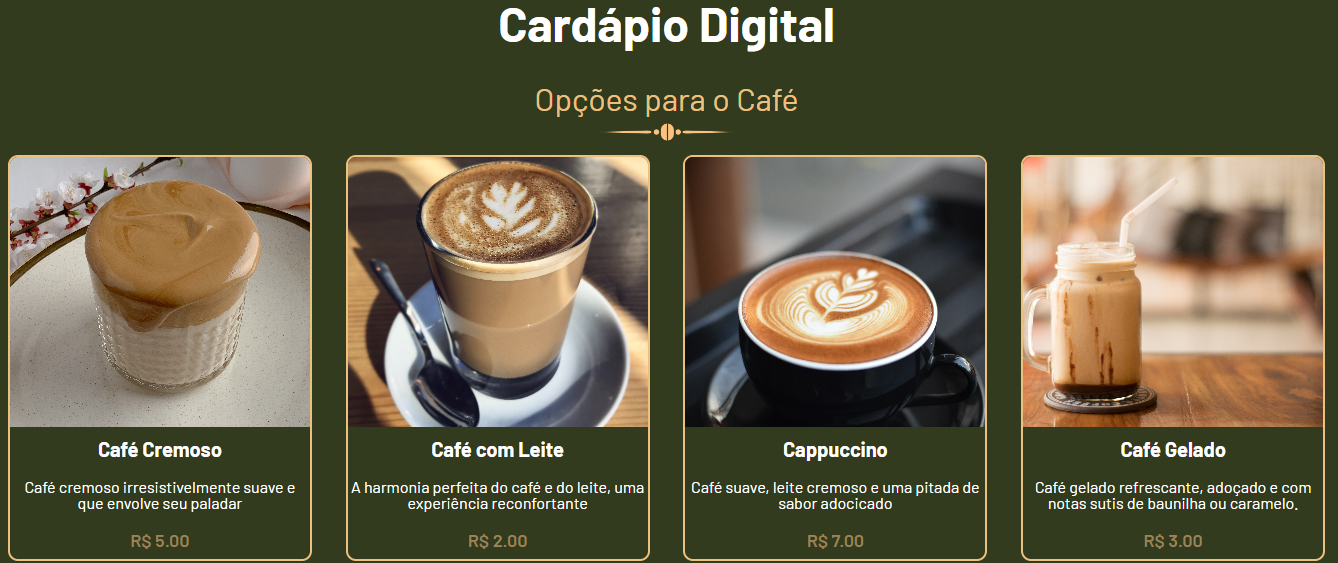 Cardápio Digital
Opções para o Café
Café Cremoso
Café cremoso irresistivelmente suave e
que envolve seu paladar
R$ 5.00
Café com Leite
A harmonia perfeita do café e do leite, uma
experiência reconfortante
R$ 2.00
Cappuccino
Café suave, leite cremoso e uma pitada de
sabor adocicado
R$ 7.00
Café Gelado
Café gelado refrescante, adoçado e com
notas sutis de baunilha ou caramelo.
R$ 3.00